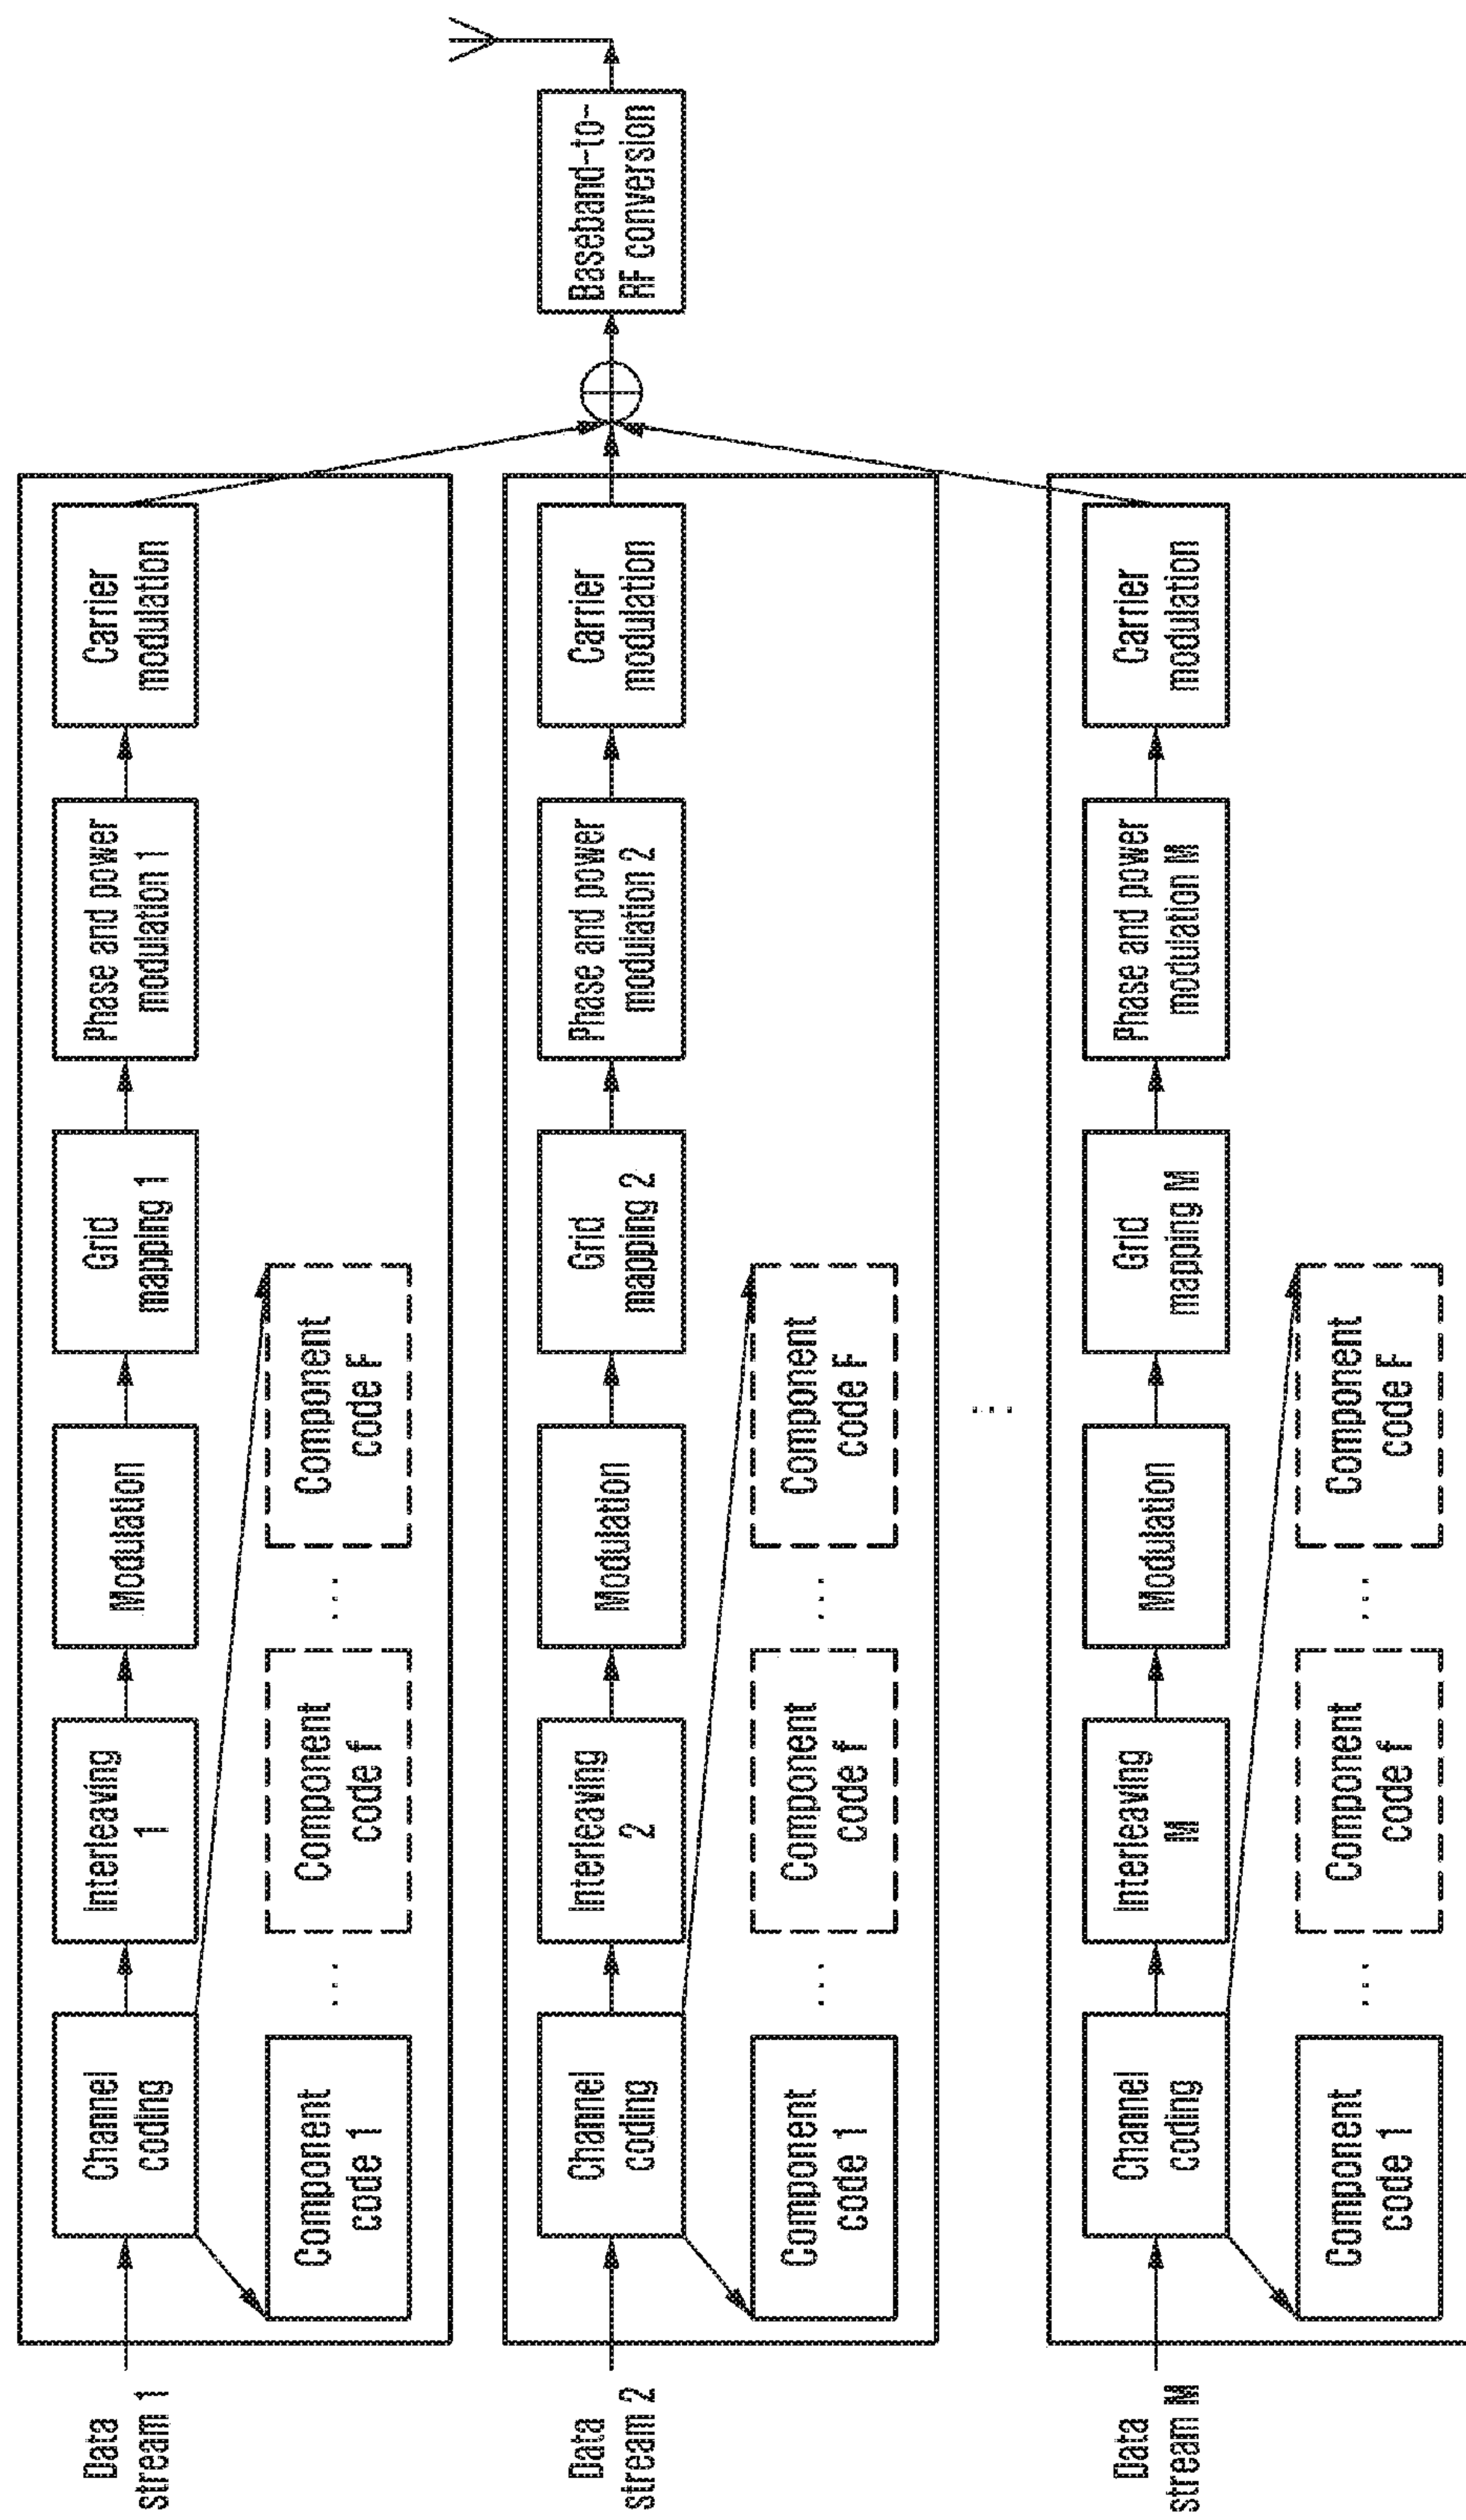 Data
stream 1
Channel
coding
Interleaving
1
Modulation
Grid
mapping 1
Phase and power
modulation 1
Carrier
modulation
Component
code 1
...
Component
code f
...
Component
code F
Data
stream 2
Channel
coding
Interleaving
2
Modulation
Grid
mapping 2
Phase and power
modulation 2
Carrier
modulation
Component
code 1
...
Component
code f
...
Component
code F
Baseband-to-
RF conversion
...
Data
stream M
Channel
coding
Interleaving
M
Modulation
Grid
mapping M
Phase and power
modulation M
Carrier
modulation
Component
code 1
...
Component
code f
...
Component
code F